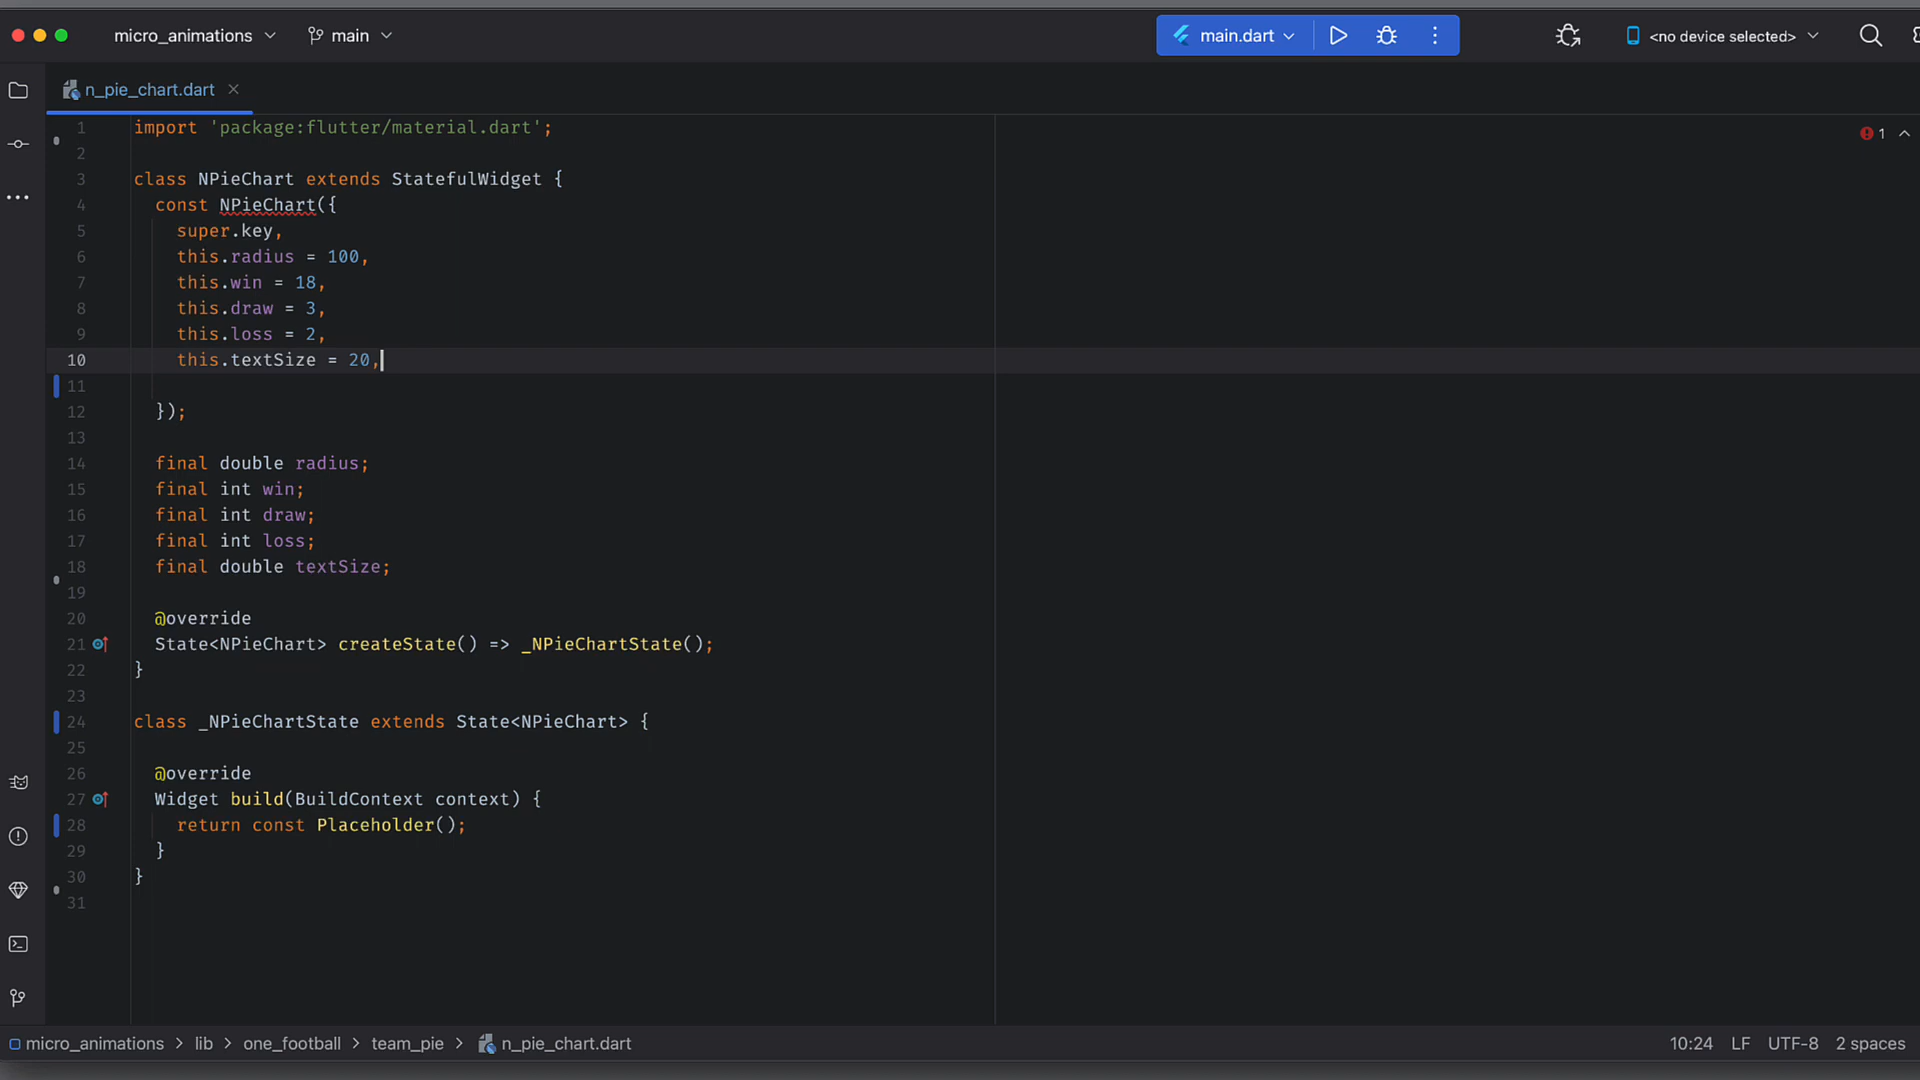 micro_animations main main.dart <no device selected>
n_pie_chart.dart
1 import 'package:flutter/material.dart';
1
2
3 class NPieChart extends StatefulWidget {
4 const NPieChart({
5 super.key,
6 this.radius = 100,
7 this.win = 18,
8 this.draw = 3,
9 this.loss = 2,
10 this.textSize = 20,
11
12 });
13
14 final double radius;
15 final int win;
16 final int draw;
17 final int loss;
18 final double textSize;
19
20 @override
21 State<NPieChart> createState() => _NPieChartState();
22 }
23
24 class _NPieChartState extends State<NPieChart> {
25
26 @override
27 Widget build(BuildContext context) {
28 return const Placeholder();
29 }
30 }
31
micro_animations > lib > one_football > team_pie > n_pie_chart.dart 10:24 LF UTF-8 2 spaces